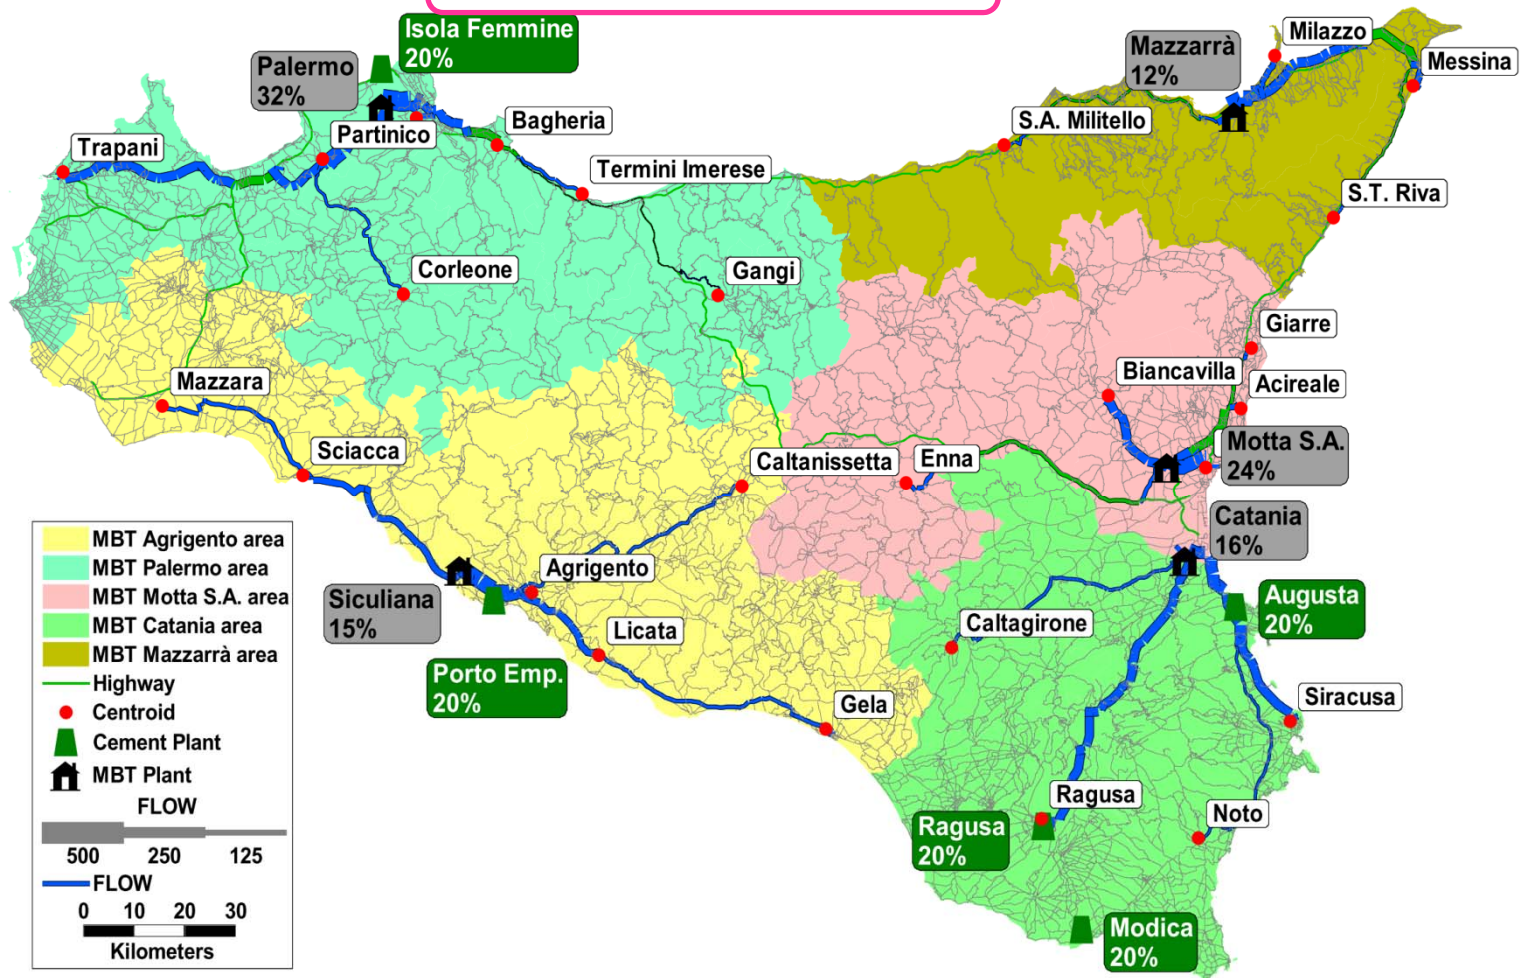 Isola Femmine
20%
Palermo
32%
Mazzarrà
12%
Milazzo
Messina
Trapani
Partinico
Bagheria
S.A. Militello
Termini Imerese
S.T. Riva
Corleone
Gangi
Giarre
Mazzara
Biancavilla
Acireale
Sciacca
Caltanissetta
Enna
Motta S.A.
24%
Catania
16%
MBT Agrigento area
MBT Palermo area
MBT Motta S.A. area
MBT Catania area
MBT Mazzarrà area
Highway
Centroid
Cement Plant
MBT Plant
FLOW
500 250 125
FLOW
0 10 20 30
Kilometers
Agrigento
Siculiana
15%
Licata
Porto Emp.
20%
Gela
Caltagirone
Augusta
20%
Siracusa
Ragusa
Ragusa
20%
Noto
Modica
20%